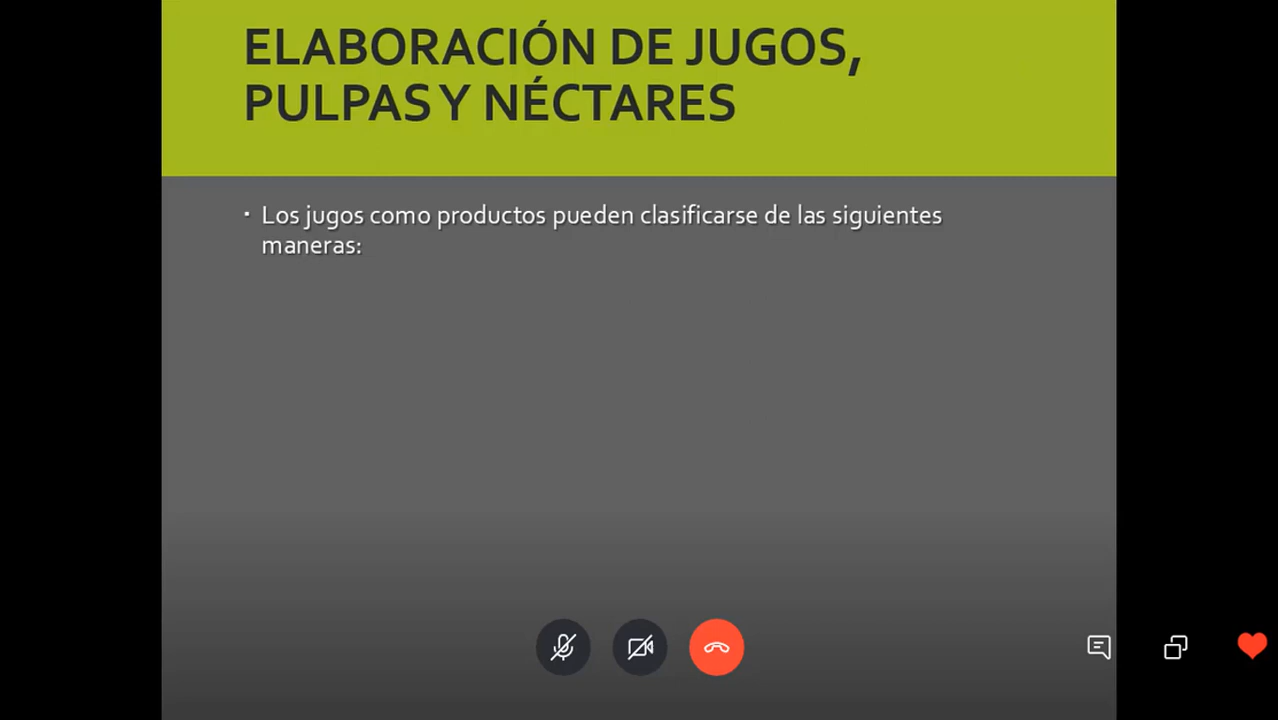 ELABORACIÓN DE JUGOS,
PULPAS Y NÉCTARES
Los jugos como productos pueden clasificarse de las siguientes
maneras: